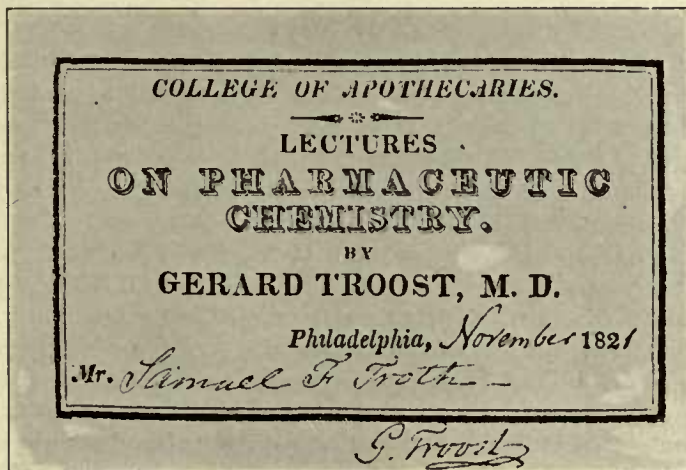 COLLEGE OF APOTHECARIES.
LECTURES
ON PHARMACEUTIC
CHEMISTRY.
BY
GERARD TROOST, M. D.
Philadelphia, November 1821
Mr. Samuel F Troth
G. Troost